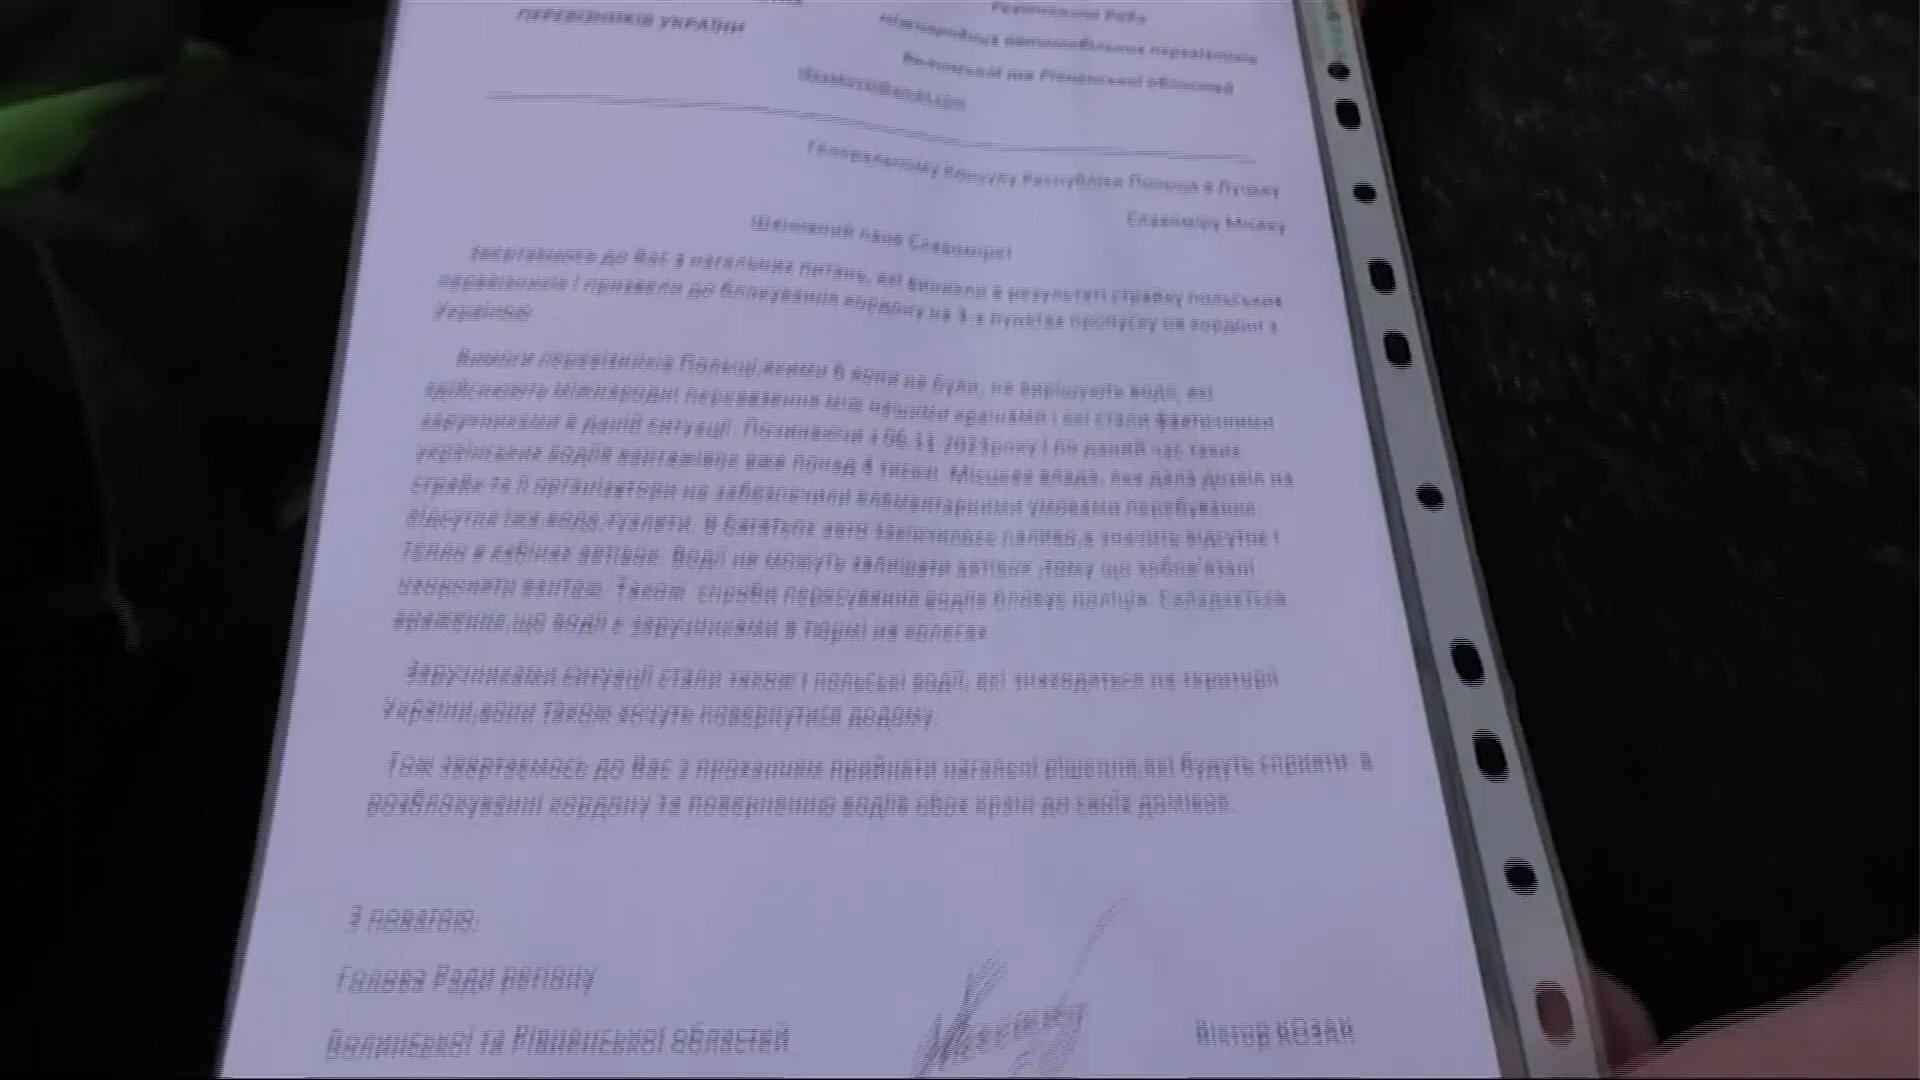 ПЕРЕВІЗНИКІВ УКРАЇНИ
Регіональна Рада
міжнародних автомобільних перевізників
Волинської та Рівненської областей
Генеральному Консулу Республіки Польща в Луцьку
Славоміру Місяку
Шановний пане Славоміре!
Звертаємось до Вас з нагальних питань, які виникли в результаті страйку польських
перевізників і призвели до блокування кордону на 3-х пунктах пропуску на кордоні з
Україною
Вимоги перевізників Польщі,якими б вони не були, не вирішують водії, які
здійснюють міжнародні перевезення між нашими країнами і які стали фактичними
заручниками в даній ситуації. Починаючи з 06.11.2023року і по даний час таких
українських водіїв вантажівок вже понад 4 тисячі. Місцева влада, яка дала дозвіл на
страйк та її організатори не забезпечили елементарними умовами перебування,
відсутня їжа,вода,туалети. В багатьох авто закінчилось паливо,а значить відсутнє і
тепло в кабінах автівок. Водії не можуть залишати автівок ,тому що зобов'язані
охороняти вантаж. Також спроби пересування водіїв блокує поліція. Складається
враження,що водії є заручниками в тюрмі на колесах.
Заручниками ситуації стали також і польські водії, які знаходяться на території
України,вони також хочуть повернутися додому.
Тож звертаємось до Вас з проханням прийняти нагальні рішення,які будуть сприяти в
розблокуванні кордону та поверненню водіїв обох країн до своїх домівок.
З повагою,
Голова Ради регіону
Волинської та Рівненської областей
Віктор КОЗАК